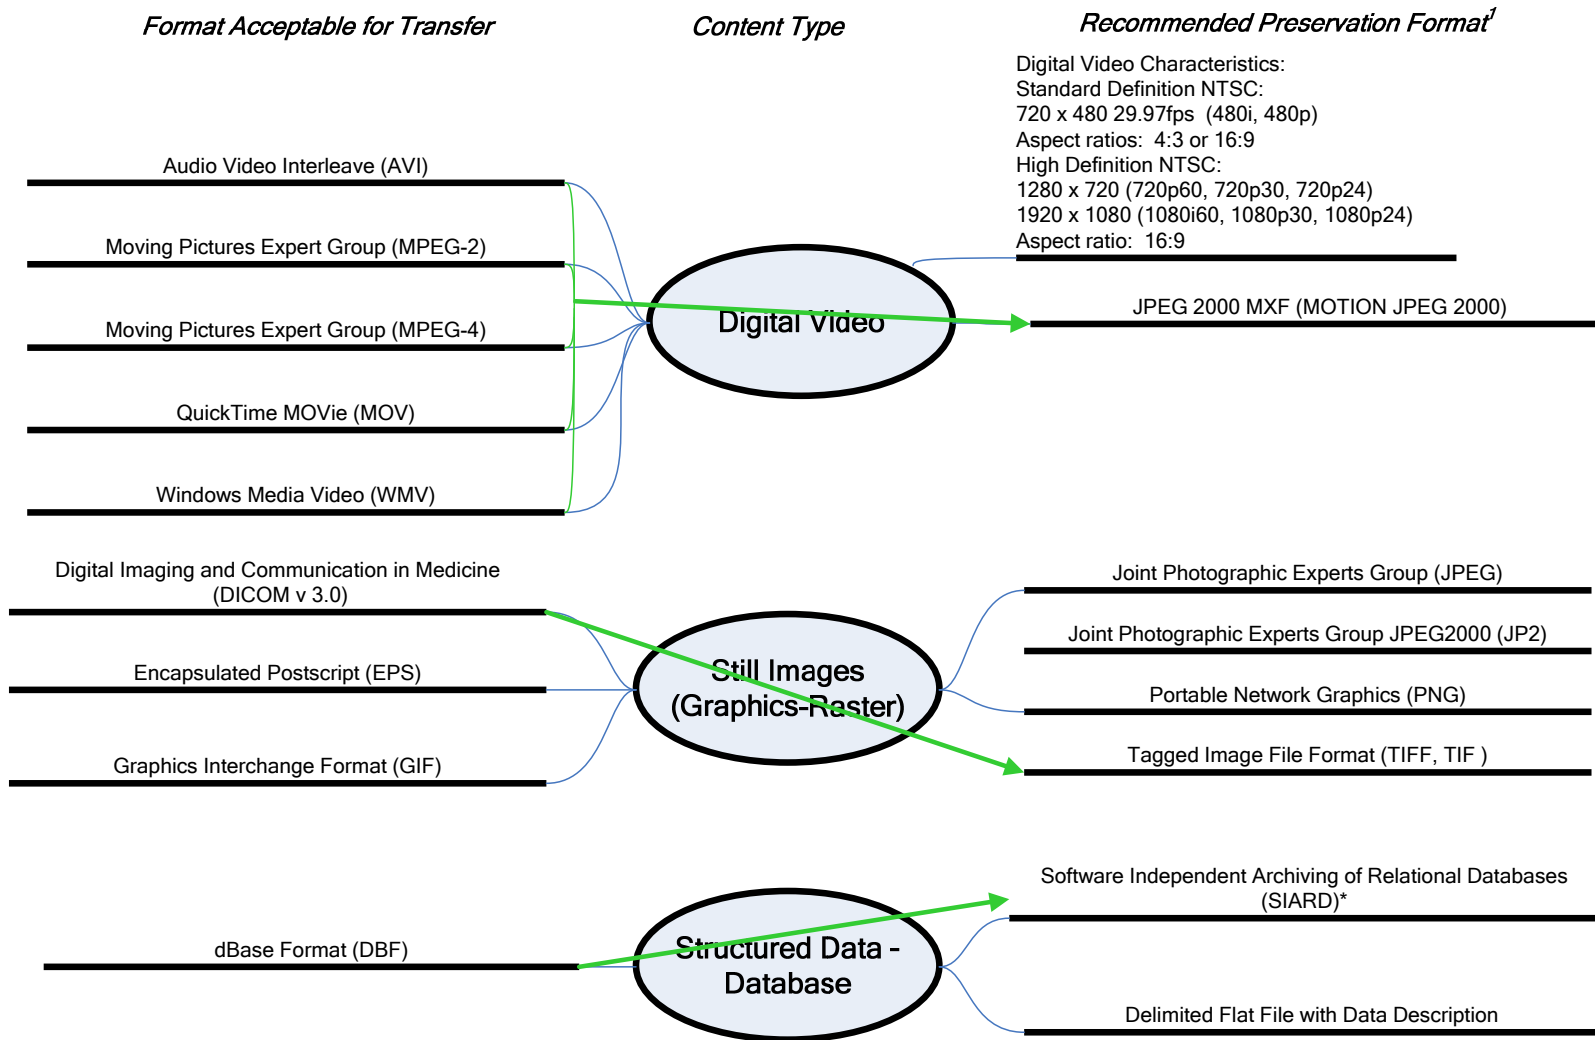 Format Acceptable for Transfer
Content Type
Recommended Preservation Format1
Digital Video Characteristics:
Standard Definition NTSC:
720 x 480 29.97fps (480i, 480p)
Aspect ratios: 4:3 or 16:9
High Definition NTSC:
1280 x 720 (720p60, 720p30, 720p24)
1920 x 1080 (1080i60, 1080p30, 1080p24)
Aspect ratio: 16:9
Audio Video Interleave (AVI)
Moving Pictures Expert Group (MPEG-2)
Moving Pictures Expert Group (MPEG-4)
QuickTime MOVie (MOV)
Windows Media Video (WMV)
Digital Video
JPEG 2000 MXF (MOTION JPEG 2000)
Digital Imaging and Communication in Medicine
(DICOM v 3.0)
Encapsulated Postscript (EPS)
Graphics Interchange Format (GIF)
Still Images
(Graphics-Raster)
Joint Photographic Experts Group (JPEG)
Joint Photographic Experts Group JPEG2000 (JP2)
Portable Network Graphics (PNG)
Tagged Image File Format (TIFF, TIF )
dBase Format (DBF)
Structured Data -
Database
Software Independent Archiving of Relational Databases
(SIARD)*
Delimited Flat File with Data Description